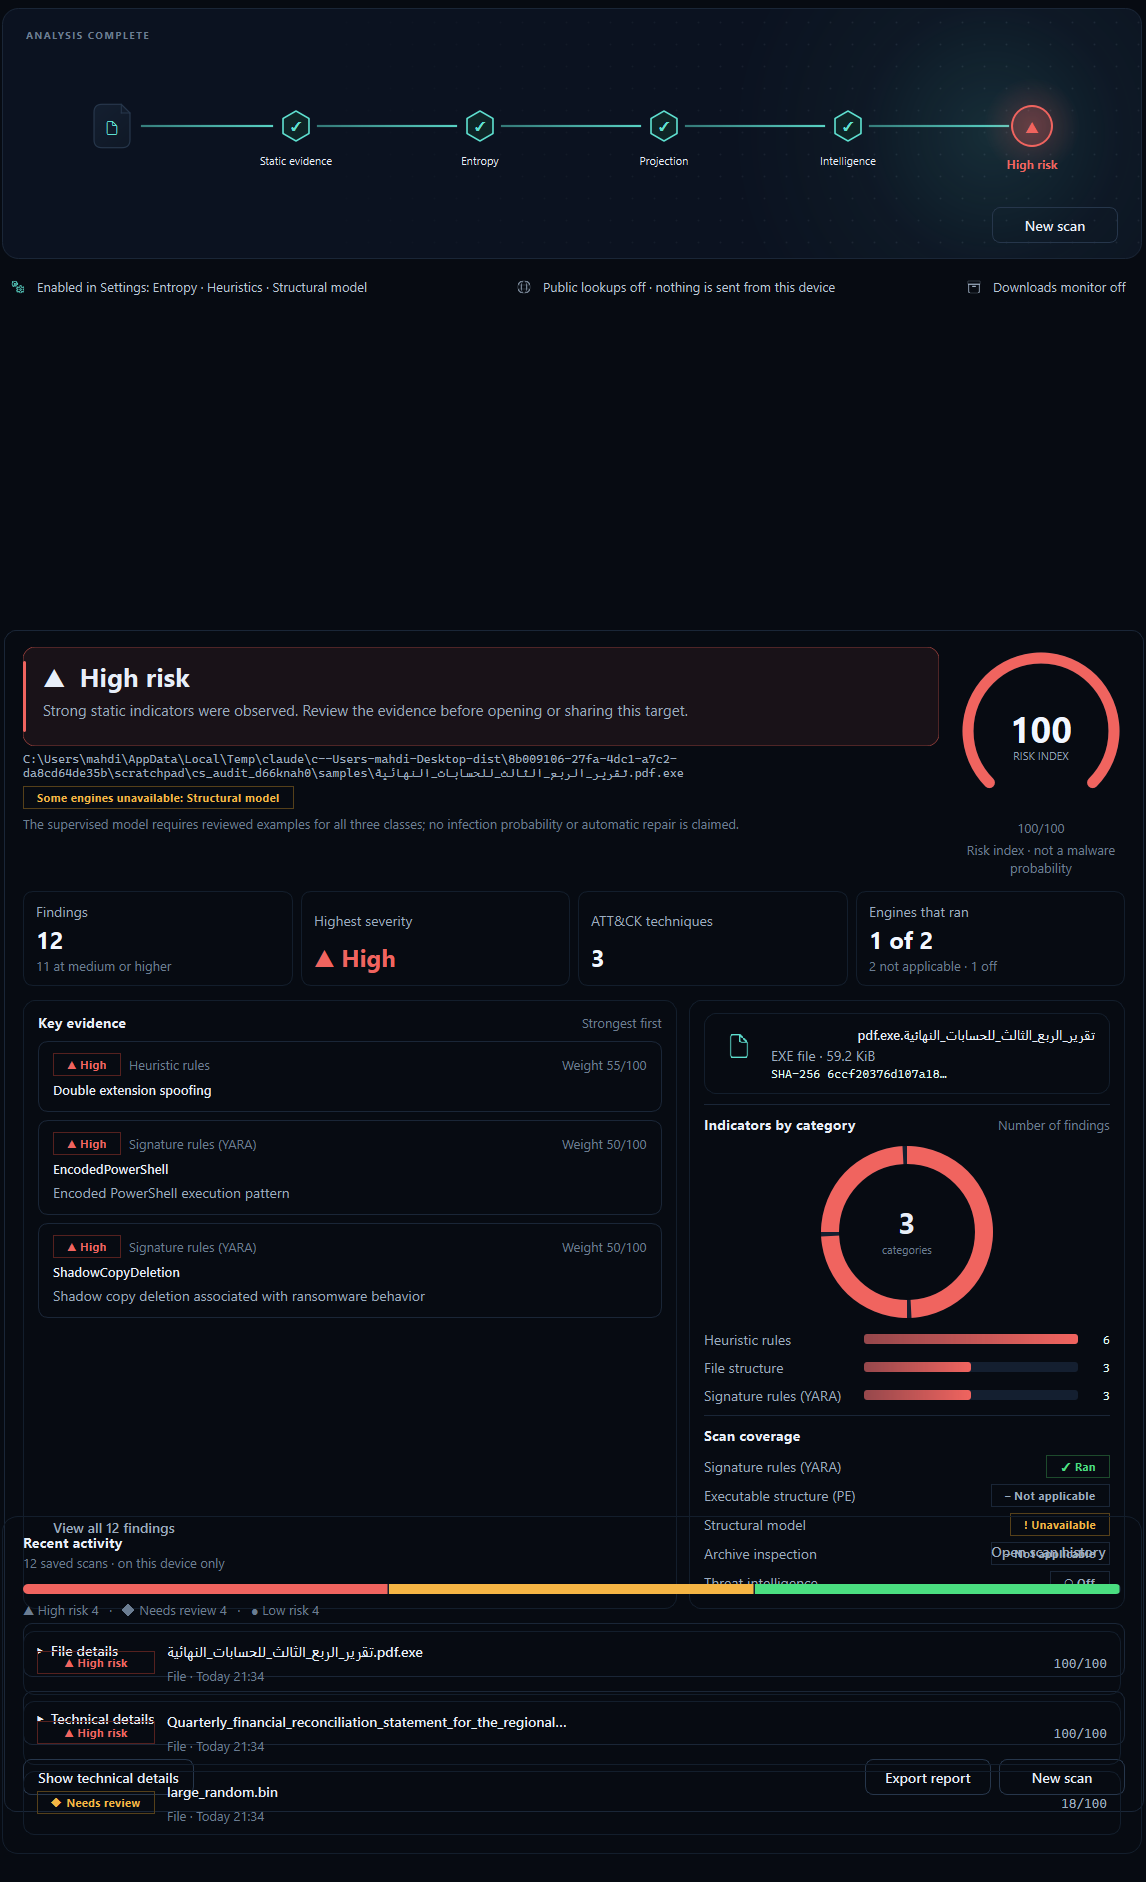 ANALYSIS COMPLETE
Static evidence
Entropy
Projection
Intelligence
High risk
New scan
Enabled in Settings: Entropy · Heuristics · Structural model
Public lookups off · nothing is sent from this device
Downloads monitor off
High risk
Strong static indicators were observed. Review the evidence before opening or sharing this target.
C:\Users\mahdi\AppData\Local\Temp\claude\c--Users-mahdi-Desktop-dist\8b009106-27fa-4dc1-a7c2-
da8cd64de35b\scratchpad\cs_audit_d66knah0\samples\تقرير_الربع_الثالث_للحسابات_النهائية.pdf.exe
Some engines unavailable: Structural model
The supervised model requires reviewed examples for all three classes; no infection probability or automatic repair is claimed.
100
RISK INDEX
100/100
Risk index · not a malware
probability
Findings
12
11 at medium or higher
Highest severity
▲ High
ATT&CK techniques
3
Engines that ran
1 of 2
2 not applicable · 1 off
Key evidence
Strongest first
▲ High
Heuristic rules
Weight 55/100
Double extension spoofing
▲ High
Signature rules (YARA)
Weight 50/100
EncodedPowerShell
Encoded PowerShell execution pattern
▲ High
Signature rules (YARA)
Weight 50/100
ShadowCopyDeletion
Shadow copy deletion associated with ransomware behavior
View all 12 findings
تقرير_الربع_الثالث_للحسابات_النهائية.pdf.exe
EXE file · 59.2 KiB
SHA-256 6ccf20376d107a18…
Indicators by category
Number of findings
3
categories
Heuristic rules
6
File structure
3
Signature rules (YARA)
3
Scan coverage
Signature rules (YARA)
✓ Ran
Executable structure (PE)
– Not applicable
Structural model
! Unavailable
Archive inspection
– Not applicable
Threat intelligence
○ Off
Recent activity
12 saved scans · on this device only
Open scan history
▲ High risk 4 · ◆ Needs review 4 · ● Low risk 4
File details
▲ High risk
تقرير_الربع_الثالث_للحسابات_النهائية.pdf.exe
File · Today 21:34
100/100
Technical details
▲ High risk
Quarterly_financial_reconciliation_statement_for_the_regional...
File · Today 21:34
100/100
Show technical details
Export report
New scan
◆ Needs review
large_random.bin
File · Today 21:34
18/100